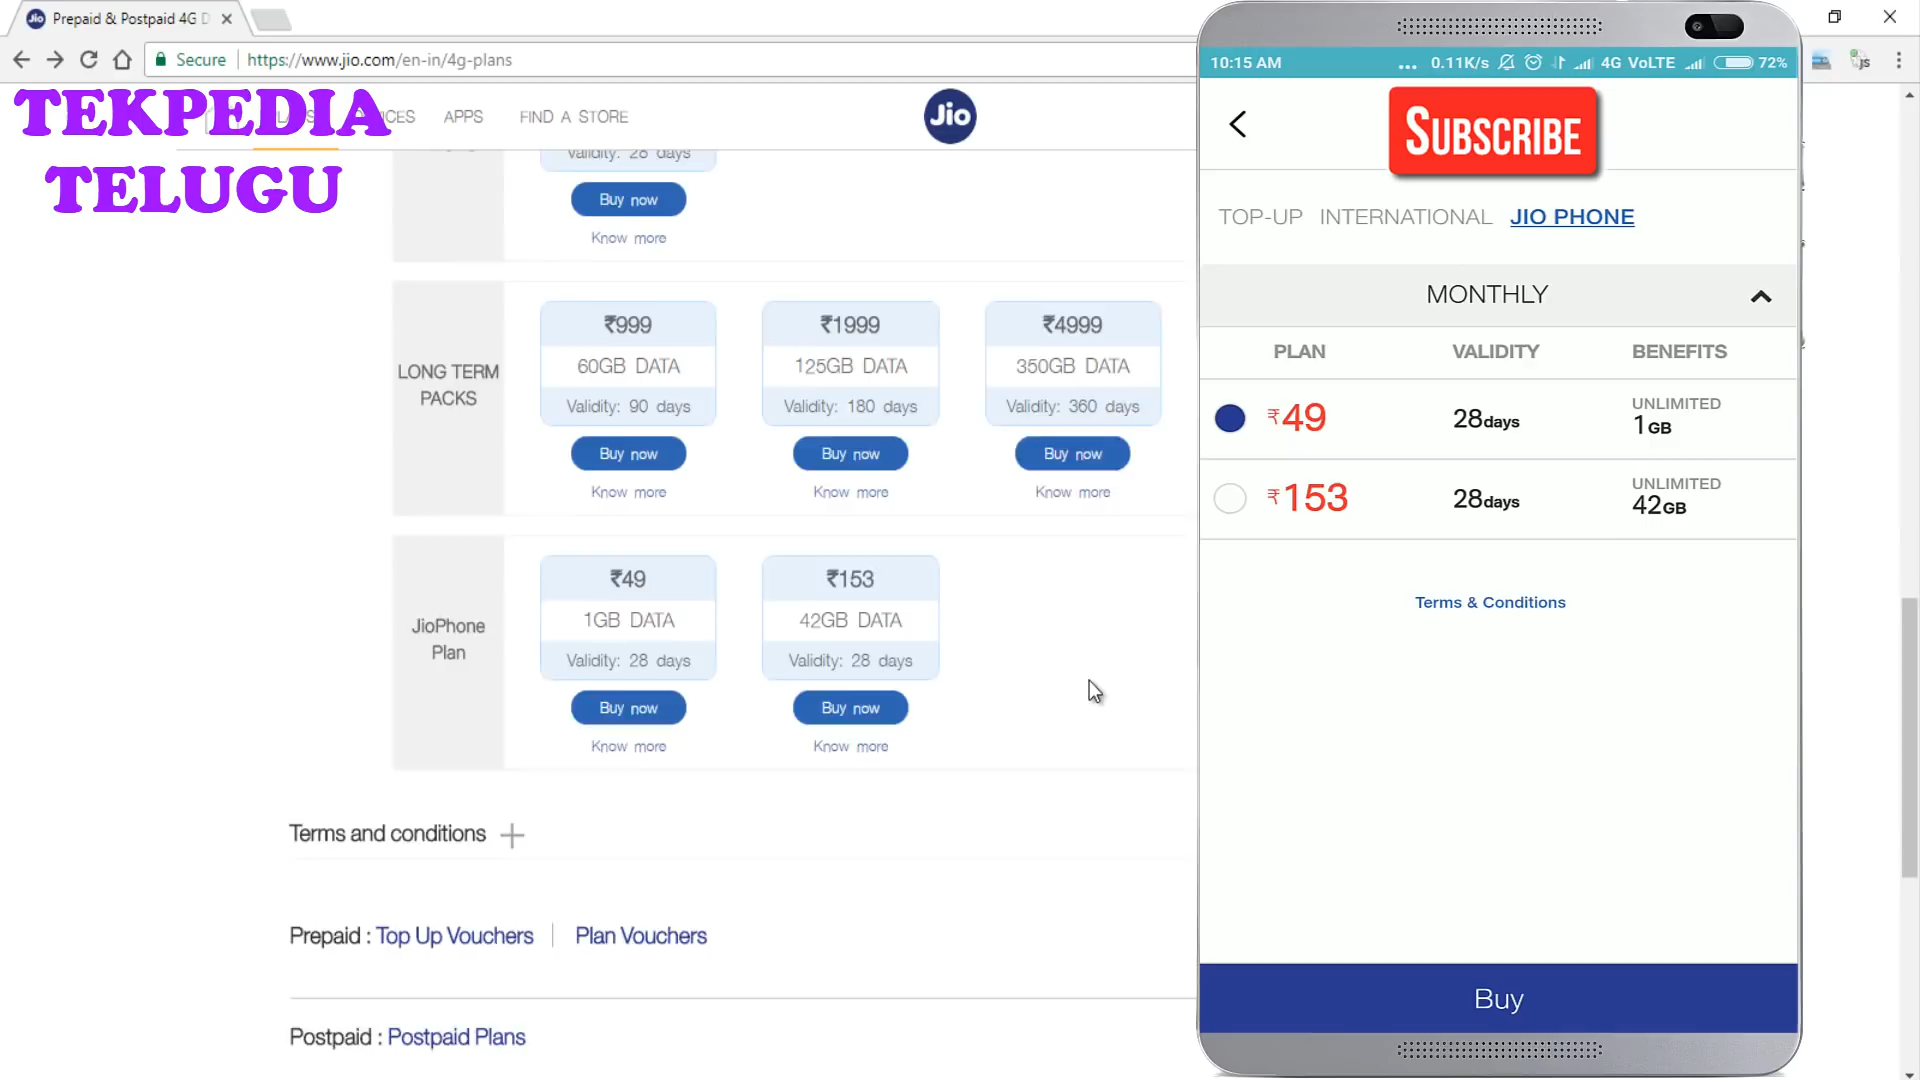 Jio Prepaid & Postpaid 4G D
Secure https://www.jio.com/en-in/4g-plans
TEKPEDIA
TELUGU
APPS FIND A STORE
Jio
Validity: 28 days
Buy now
Know more
LONG TERM
PACKS
₹999 ₹1999 ₹4999
60GB DATA 125GB DATA 350GB DATA
Validity: 90 days Validity: 180 days Validity: 360 days
Buy now Buy now Buy now
Know more Know more Know more
JioPhone
Plan
₹49 ₹153
1GB DATA 42GB DATA
Validity: 28 days Validity: 28 days
Buy now Buy now
Know more Know more
Terms and conditions
Prepaid : Top Up Vouchers Plan Vouchers
Postpaid : Postpaid Plans
10:15 AM ... 0.11K/s 4G VoLTE 72%
SUBSCRIBE
TOP-UP INTERNATIONAL JIO PHONE
MONTHLY
PLAN VALIDITY BENEFITS
₹49 28days UNLIMITED 1GB
₹153 28days UNLIMITED 42GB
Terms & Conditions
Buy
js